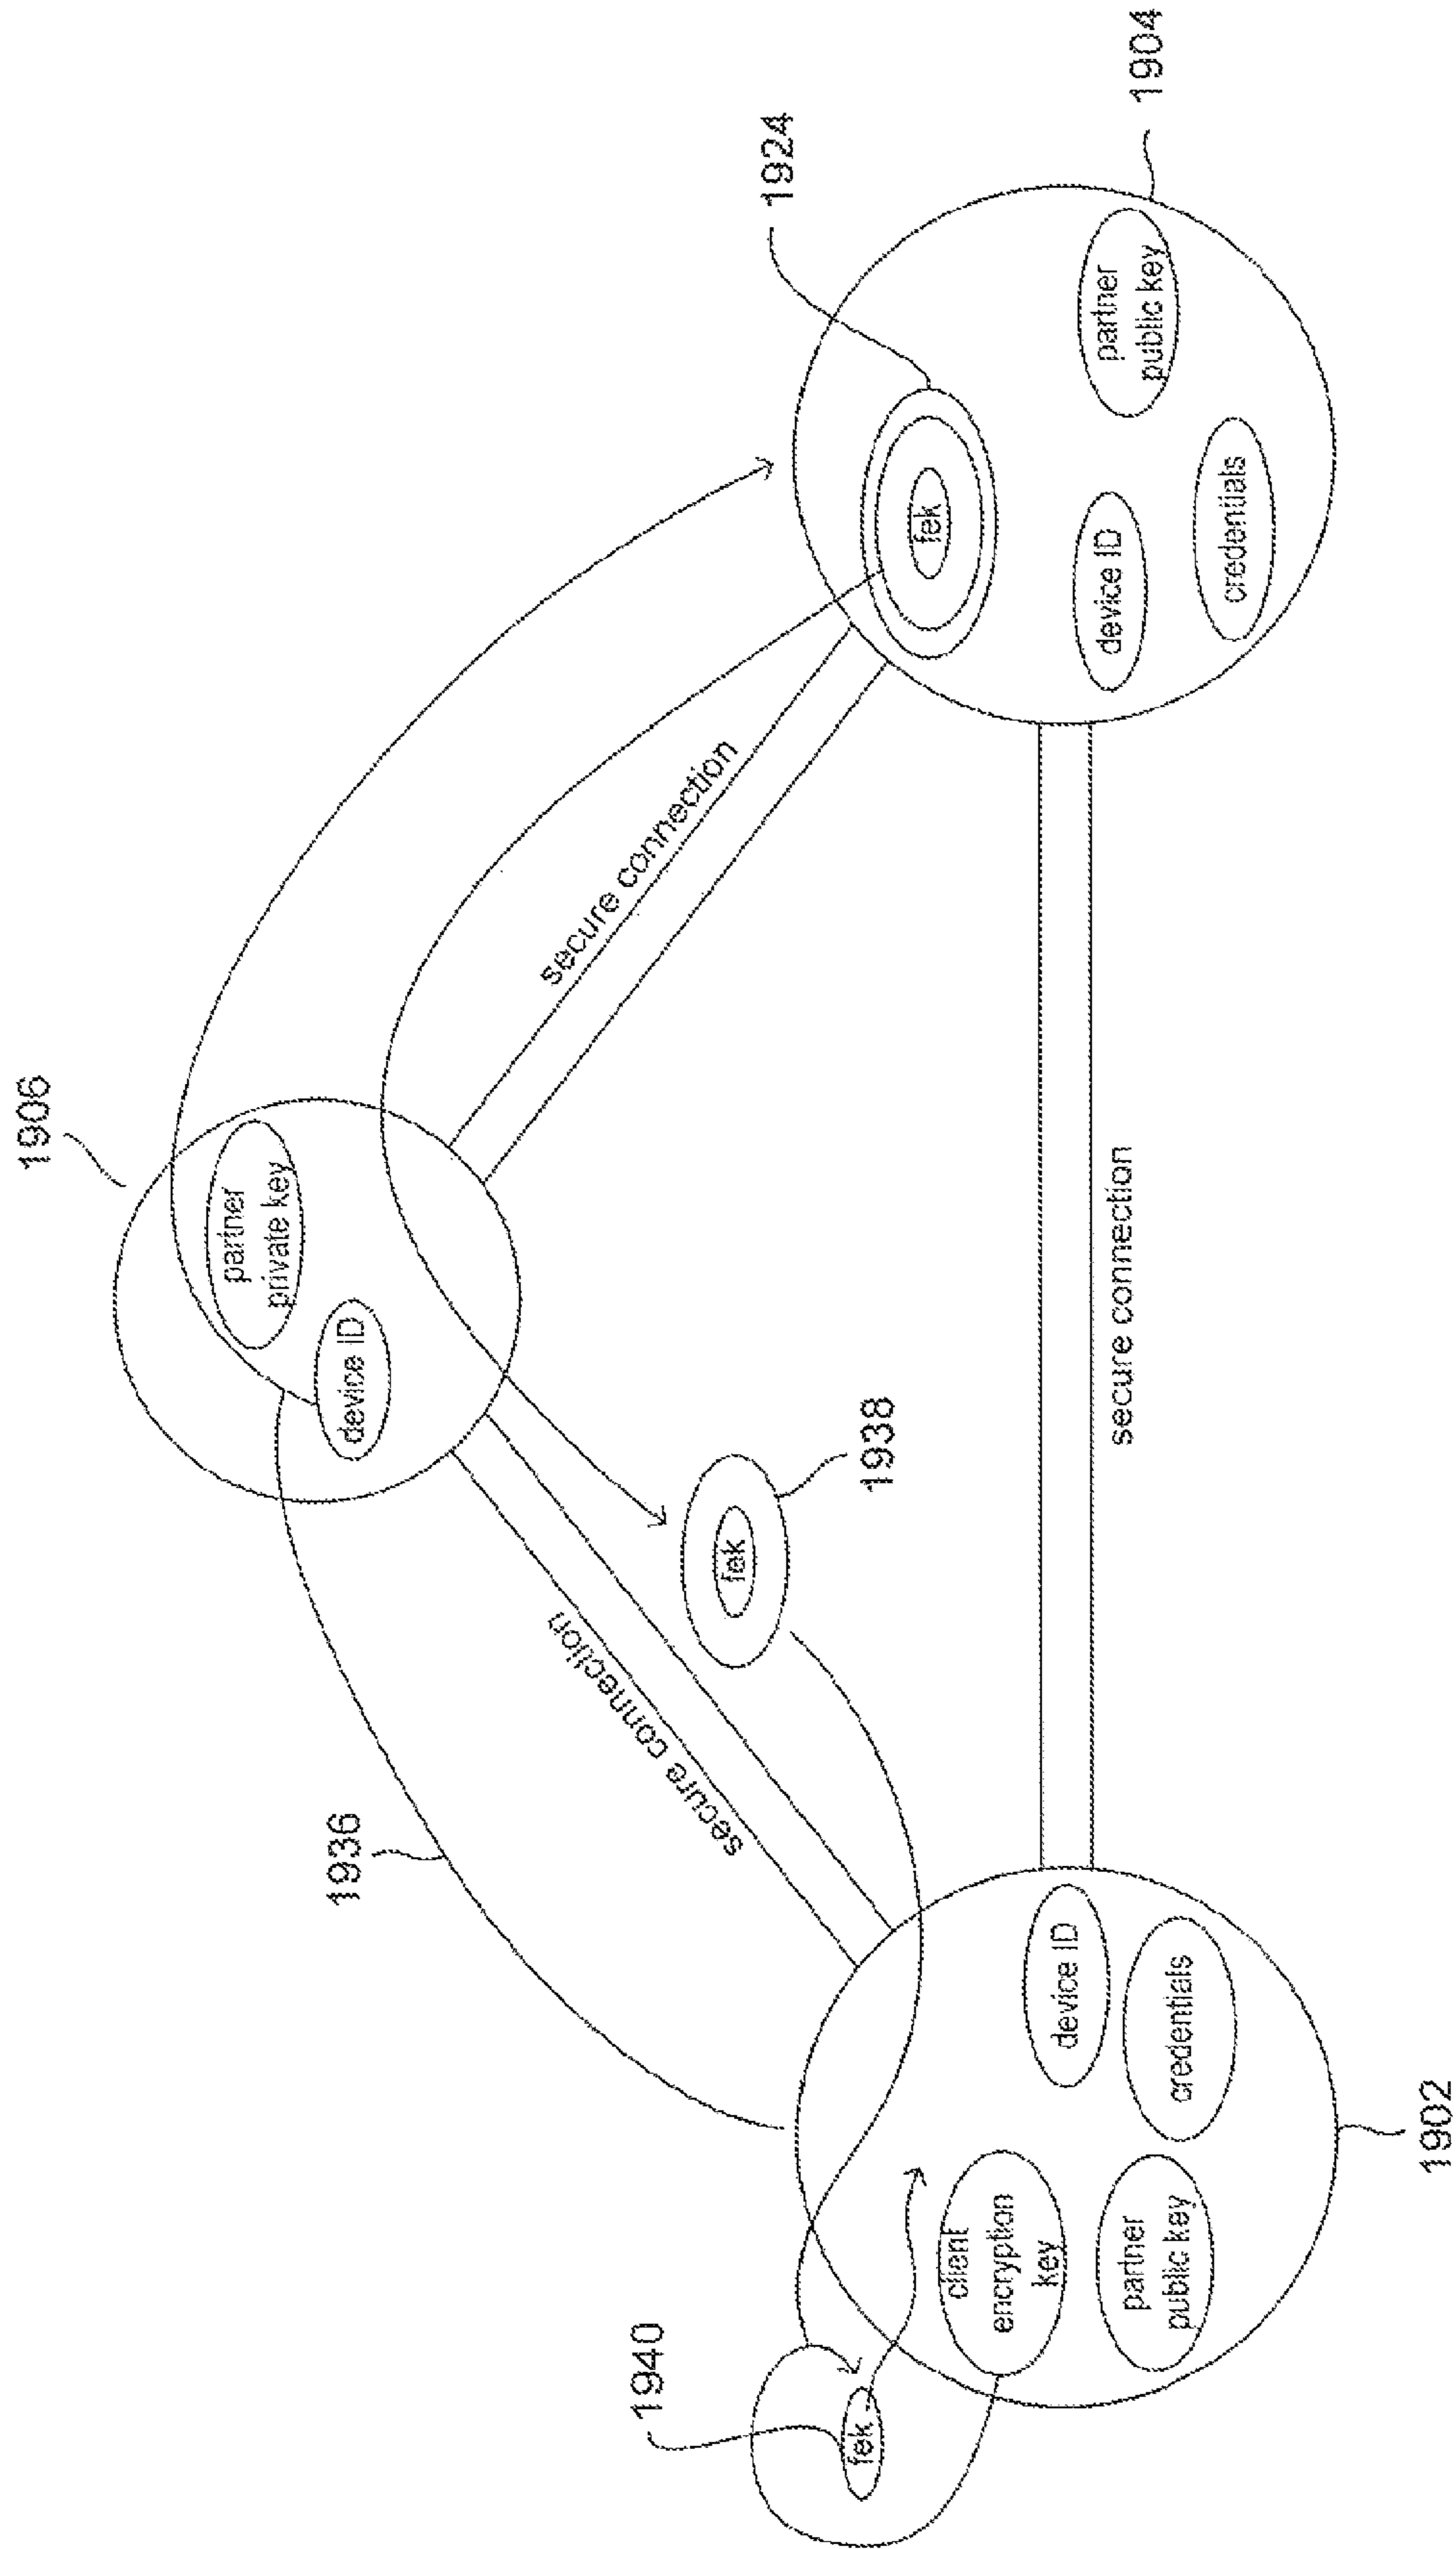 1906
partner
private key
device ID
1936
secure connection
secure connection
fek
1938
1924
fek
device ID
partner
public key
credentials
1904
secure connection
1940
fek
client
encryption
key
device ID
credentials
partner
public key
1902